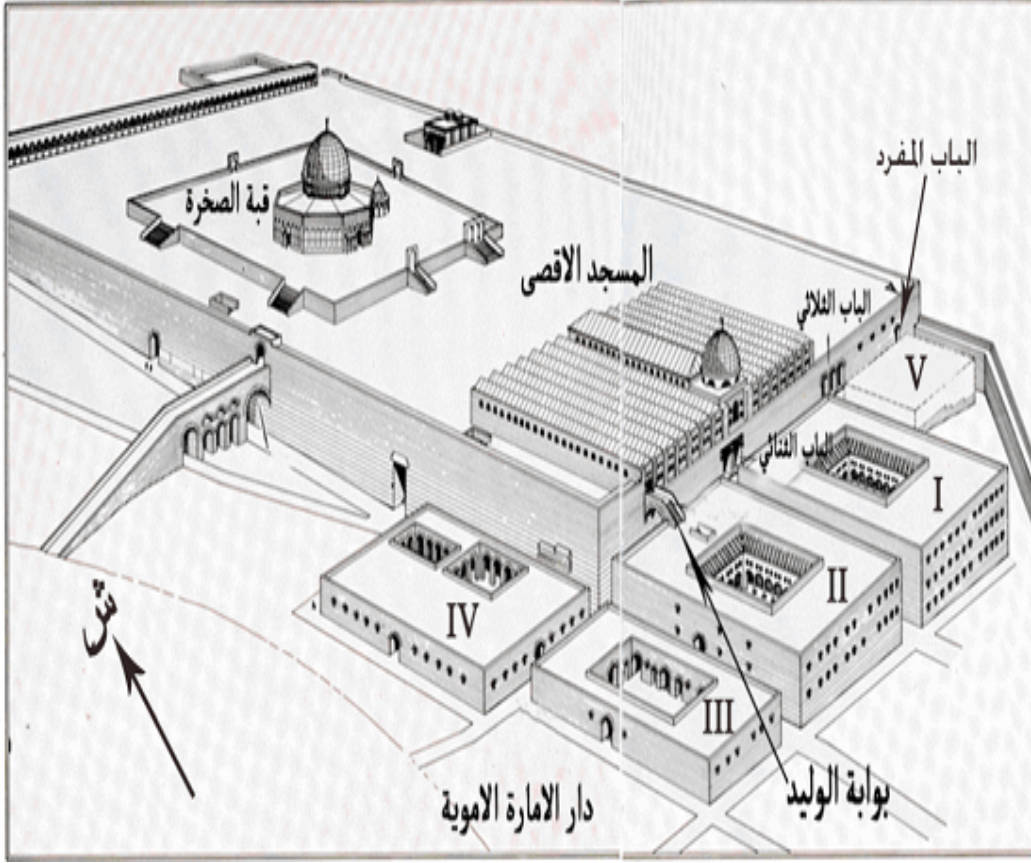 الباب المفرد
قبة الصخرة
المسجد الاقصى
الباب الثلاثي
V
الباب الثنائي
I
II
IV
III
ش
بوابة الوليد
دار الامارة الاموية